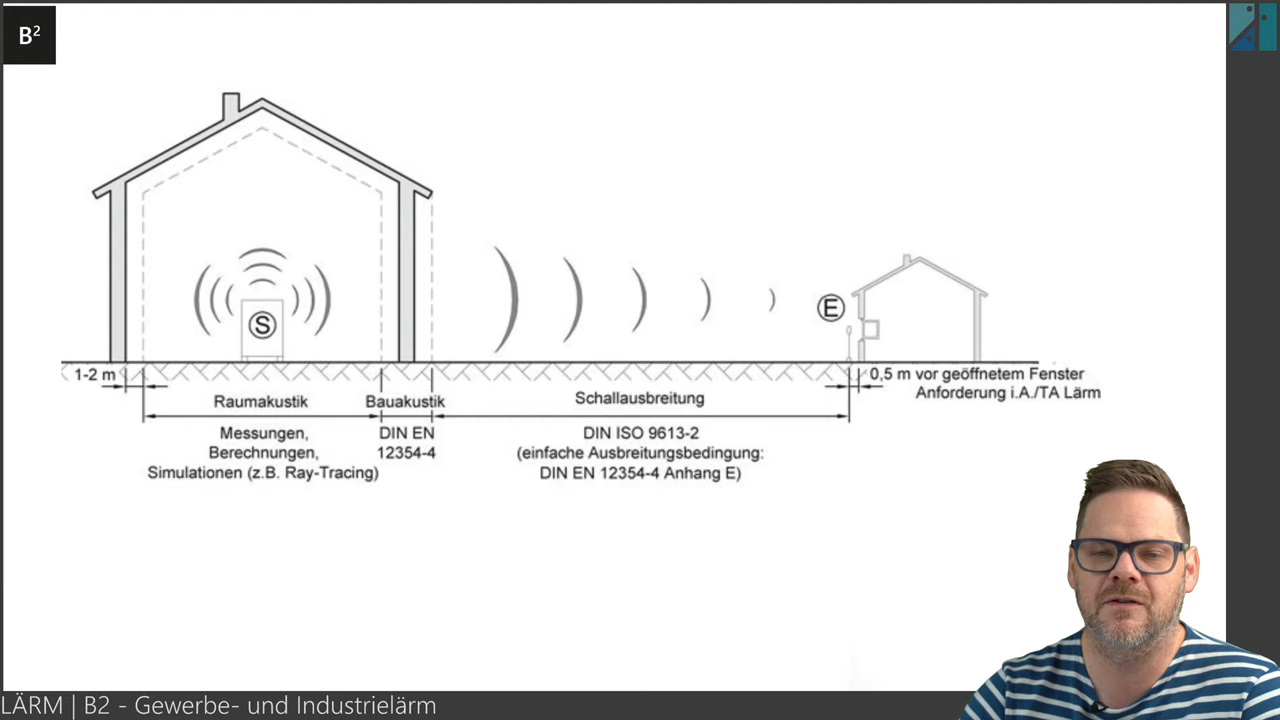 B²
S
E
1-2 m
0,5 m vor geöffnetem Fenster
Anforderung i.A./TA Lärm
Raumakustik
Bauakustik
Schallausbreitung
Messungen,
Berechnungen,
Simulationen (z.B. Ray-Tracing)
DIN EN
12354-4
DIN ISO 9613-2
(einfache Ausbreitungsbedingung:
DIN EN 12354-4 Anhang E)
LÄRM | B2 - Gewerbe- und Industrielärm